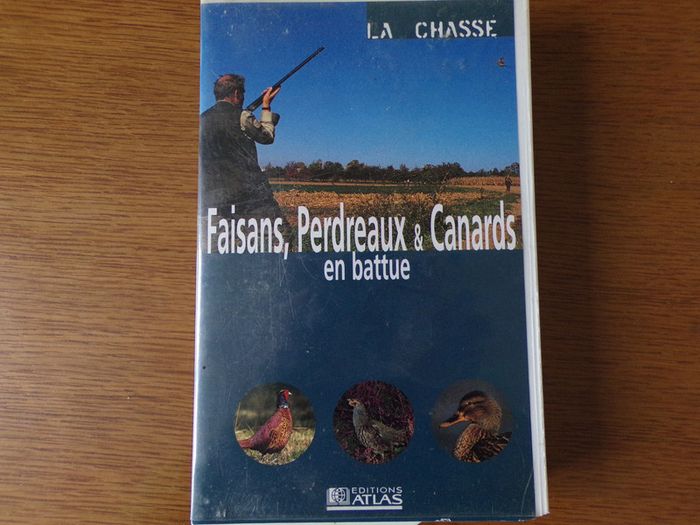 LA CHASSE
Faisans, Perdreaux & Canards
en battue
EDITIONS
ATLAS